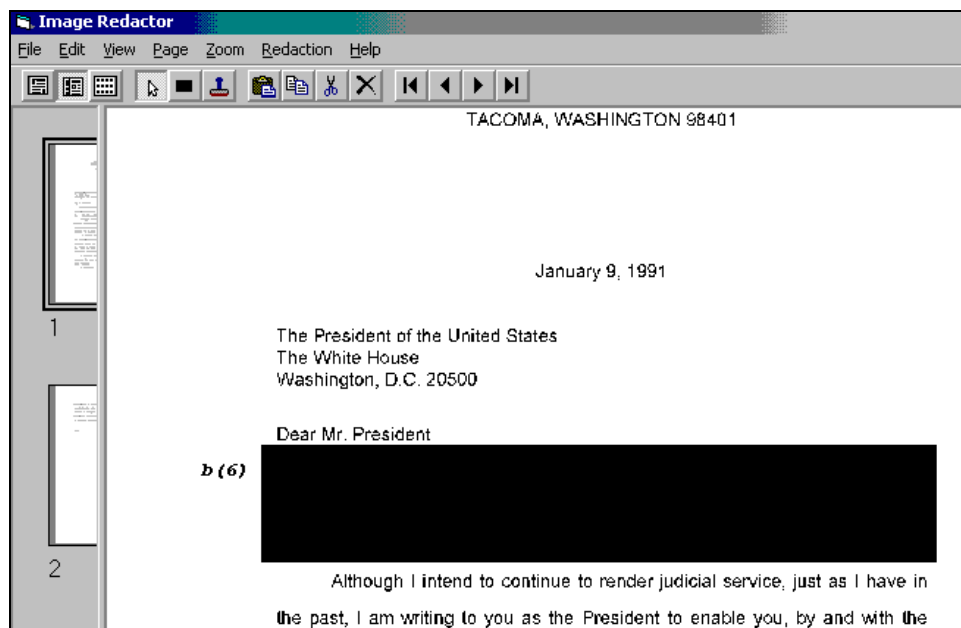 Image Redactor
File Edit View Page Zoom Redaction Help
TACOMA, WASHINGTON 98401
January 9, 1991
1
The President of the United States
The White House
Washington, D.C. 20500
Dear Mr. President
b (6)
2
Although I intend to continue to render judicial service, just as I have in
the past, I am writing to you as the President to enable you, by and with the